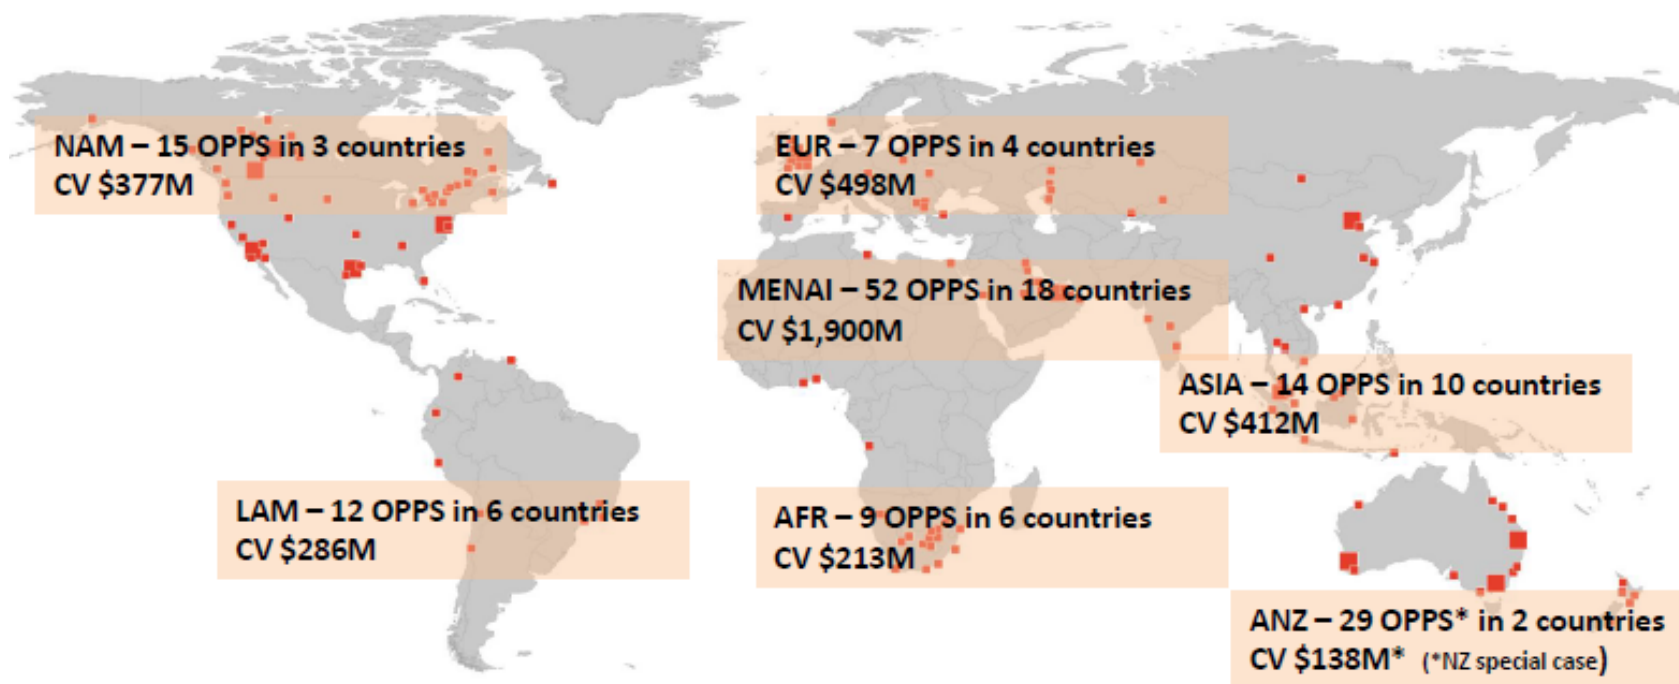 NAM – 15 OPPS in 3 countries
CV $377M
EUR – 7 OPPS in 4 countries
CV $498M
MENAI – 52 OPPS in 18 countries
CV $1,900M
ASIA – 14 OPPS in 10 countries
CV $412M
LAM – 12 OPPS in 6 countries
CV $286M
AFR – 9 OPPS in 6 countries
CV $213M
ANZ – 29 OPPS* in 2 countries
CV $138M* (*NZ special case)